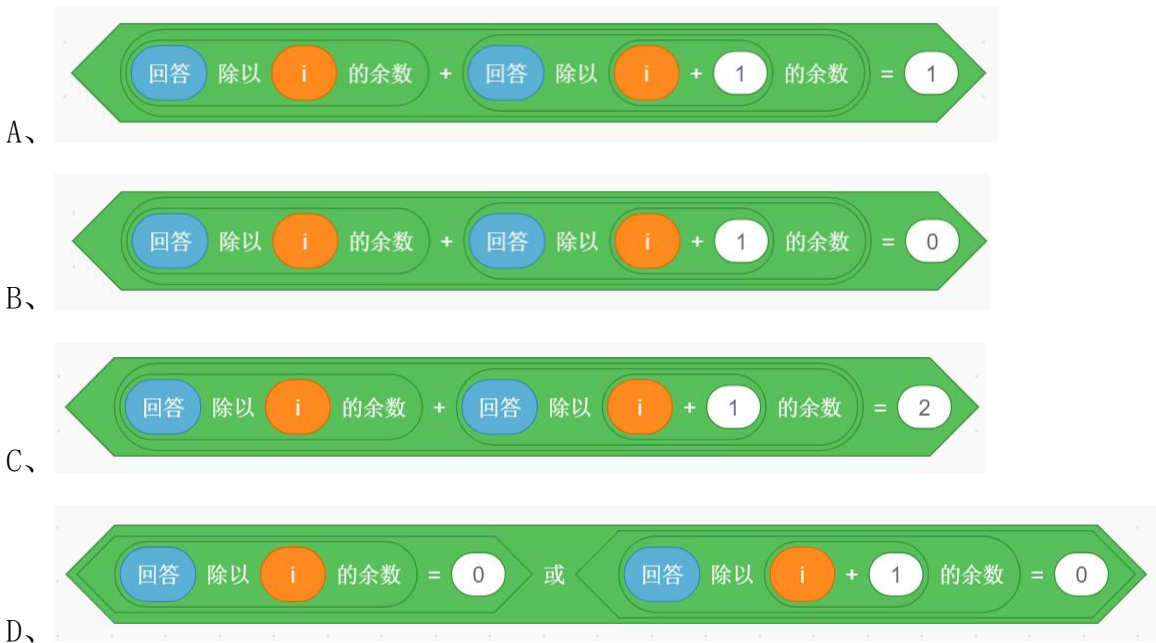 A、 回答 除以 i 的余数 + 回答 除以 i + 1 的余数 = 1
B、 回答 除以 i 的余数 + 回答 除以 i + 1 的余数 = 0
C、 回答 除以 i 的余数 + 回答 除以 i + 1 的余数 = 2
D、 回答 除以 i 的余数 = 0 或 回答 除以 i + 1 的余数 = 0